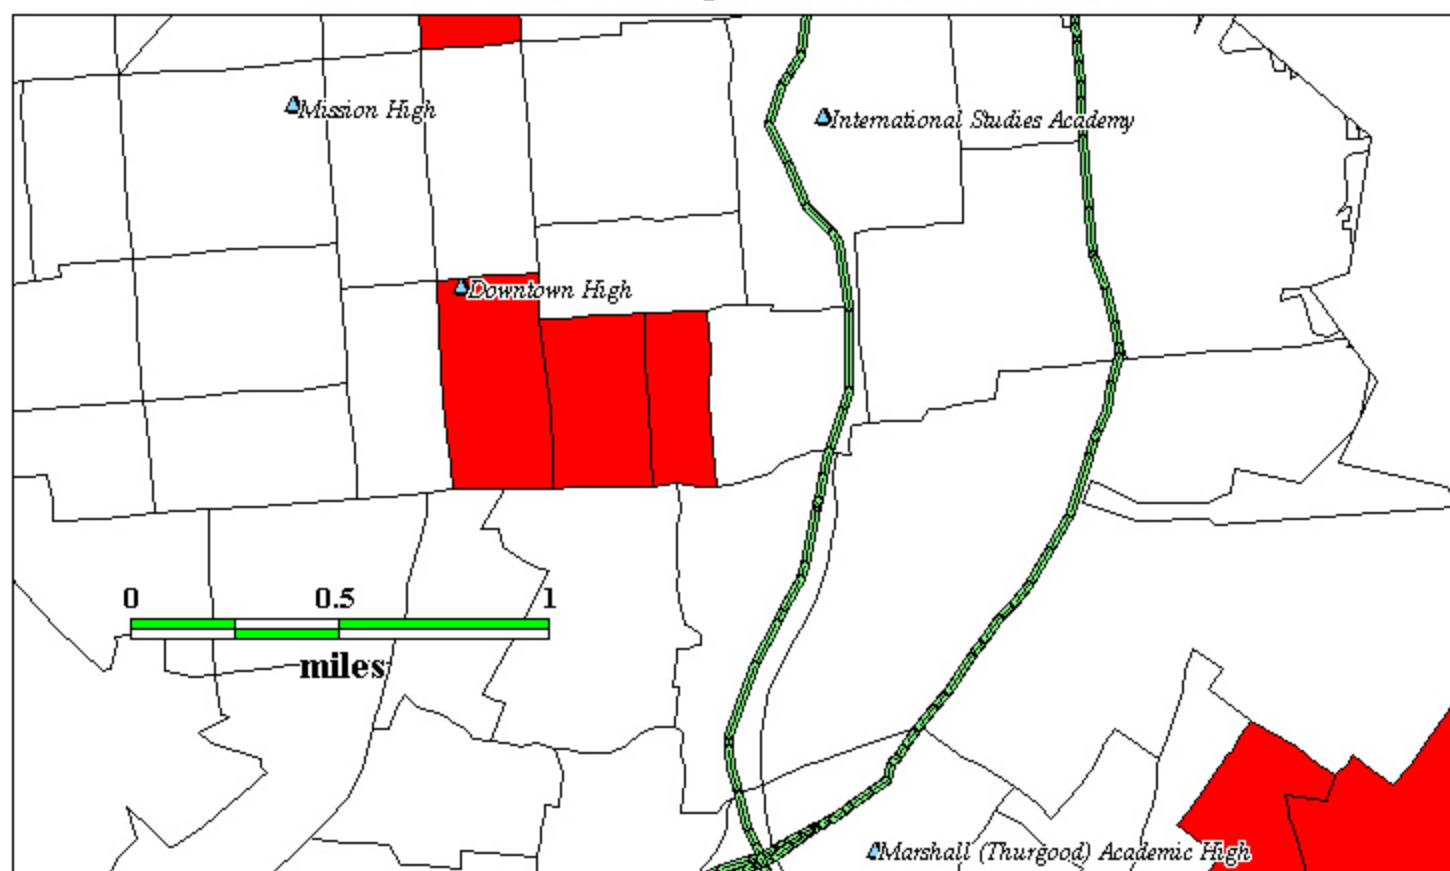 Mission High
International Studies Academy
Downtown High
0 0.5 1
miles
Marshall (Thurgood) Academic High